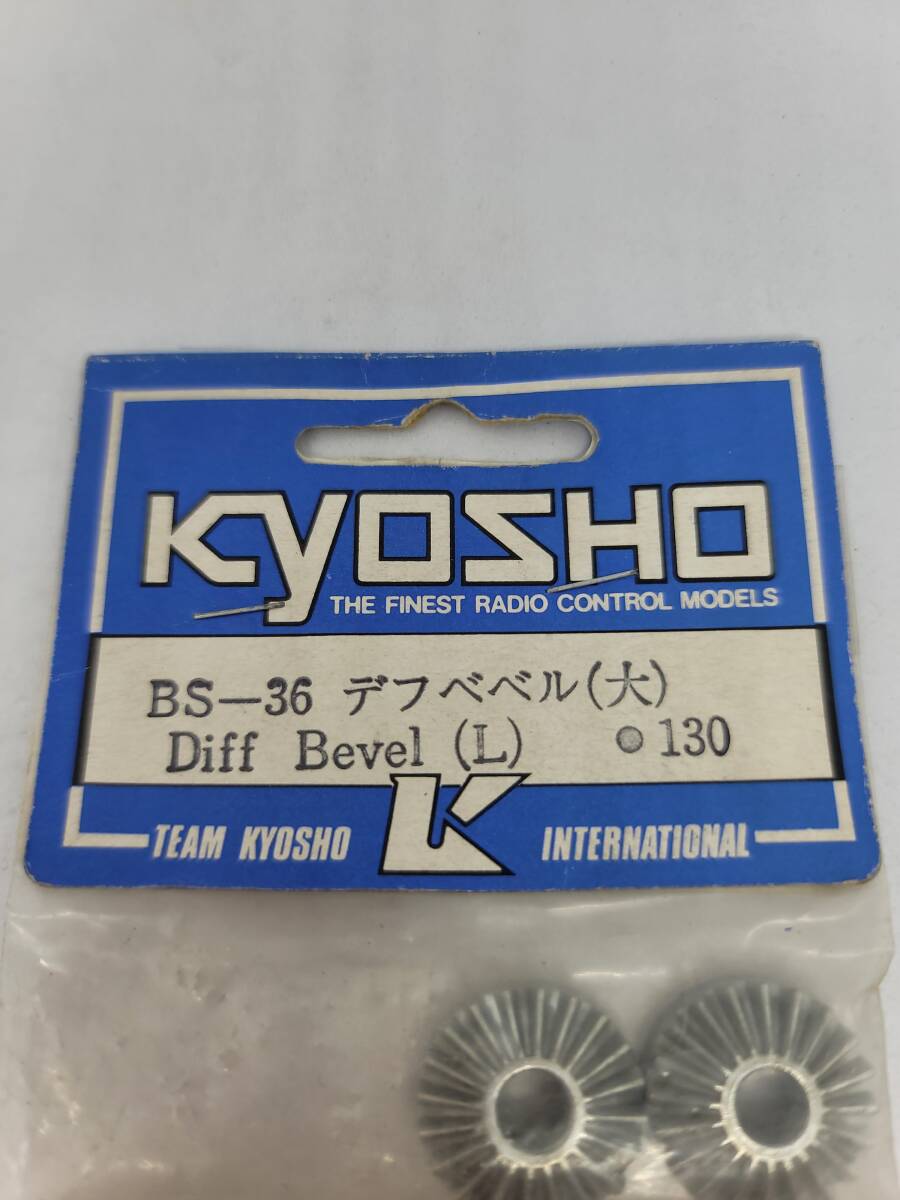 KYOSHO
THE FINEST RADIO CONTROL MODELS
BS-36 デフベベル(大)
Diff Bevel (L) ●130
TEAM KYOSHO K INTERNATIONAL